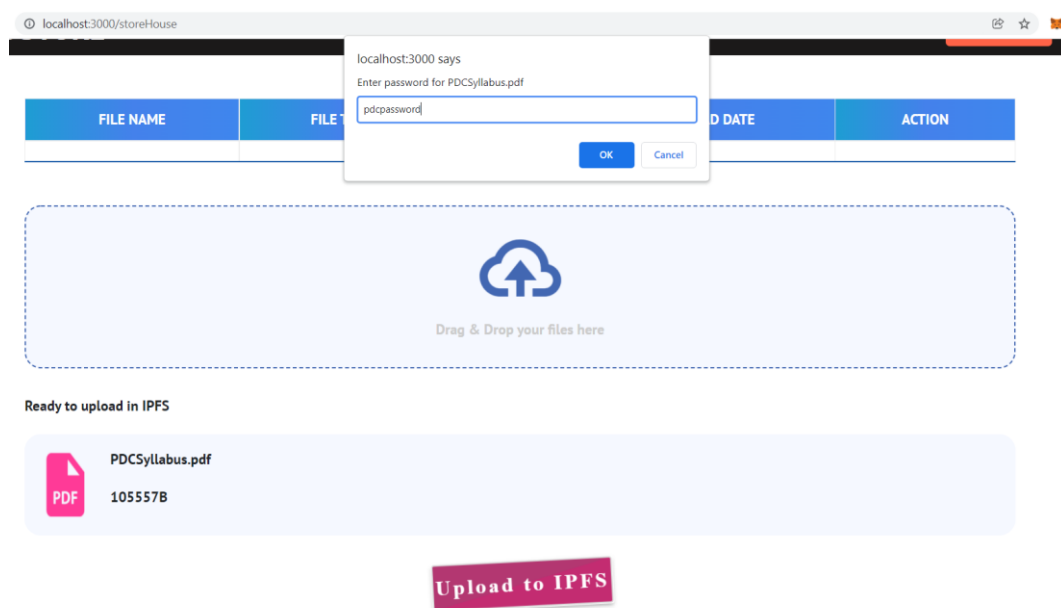 localhost:3000/storeHouse
localhost:3000 says
Enter password for PDCSyllabus.pdf
pdcpassword
OK Cancel
FILE NAME FILE DATE ACTION
Drag & Drop your files here
Ready to upload in IPFS
PDCSyllabus.pdf
PDF
105557B
Upload to IPFS